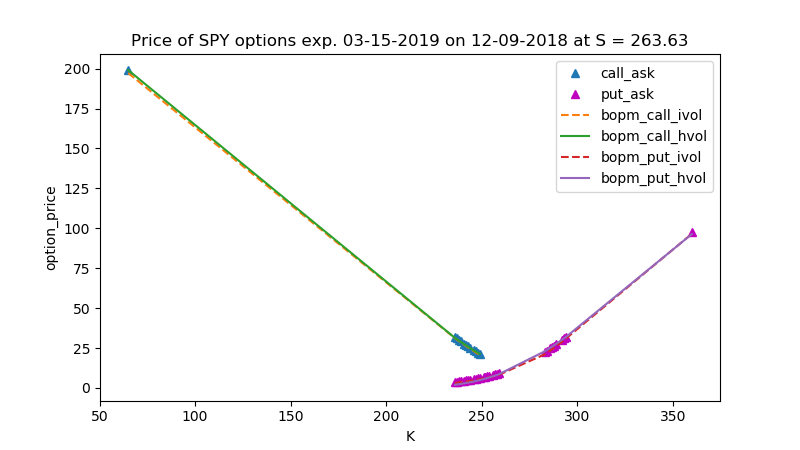 Price of SPY options exp. 03-15-2019 on 12-09-2018 at S = 263.63
call_ask
put_ask
bopm_call_ivol
bopm_call_hvol
bopm_put_ivol
bopm_put_hvol
option_price
200
175
150
125
100
75
50
25
0
50 100 150 200 250 300 350
K